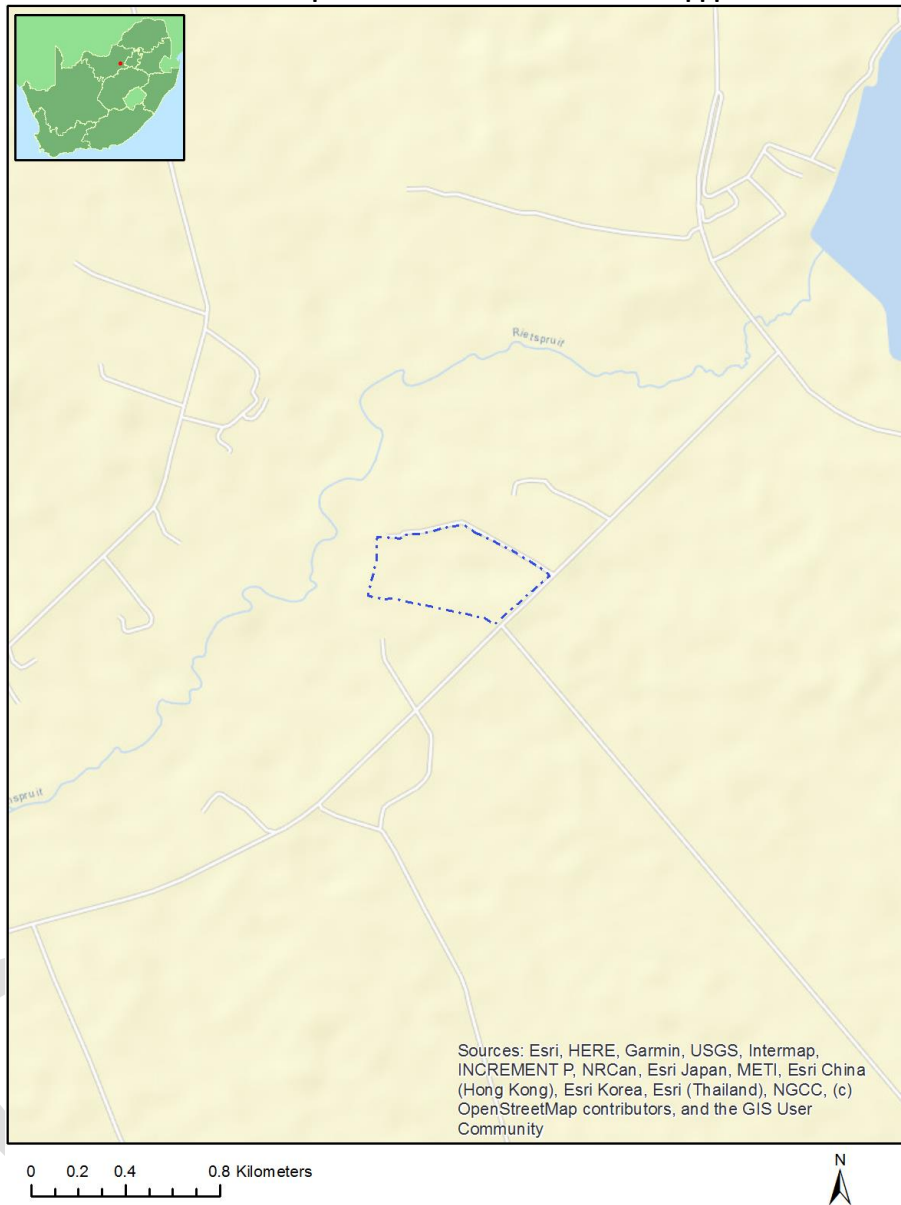 Rietspruit
spruit
Sources: Esri, HERE, Garmin, USGS, Intermap,
INCREMENT P, NRCan, Esri Japan, METI, Esri China
(Hong Kong), Esri Korea, Esri (Thailand), NGCC, (c)
OpenStreetMap contributors, and the GIS User
Community
0 0.2 0.4 0.8 Kilometers
N